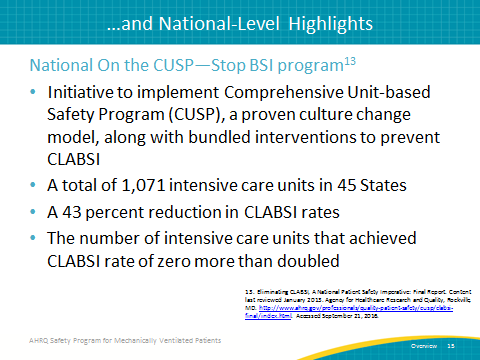 …and National-Level Highlights
National On the CUSP—Stop BSI program13
• Initiative to implement Comprehensive Unit-based
Safety Program (CUSP), a proven culture change
model, along with bundled interventions to prevent
CLABSI
• A total of 1,071 intensive care units in 45 States
• A 43 percent reduction in CLABSI rates
• The number of intensive care units that achieved
CLABSI rate of zero more than doubled
13. Eliminating CLABSI, A National Patient Safety Imperative: Final Report. Content
last reviewed January 2013. Agency for Healthcare Research and Quality, Rockville,
MD. http://www.ahrq.gov/professionals/quality-patient-safety/cusp/clabsi-
final/index.html. Accessed September 21, 2016.
AHRQ Safety Program for Mechanically Ventilated Patients
Overview 15